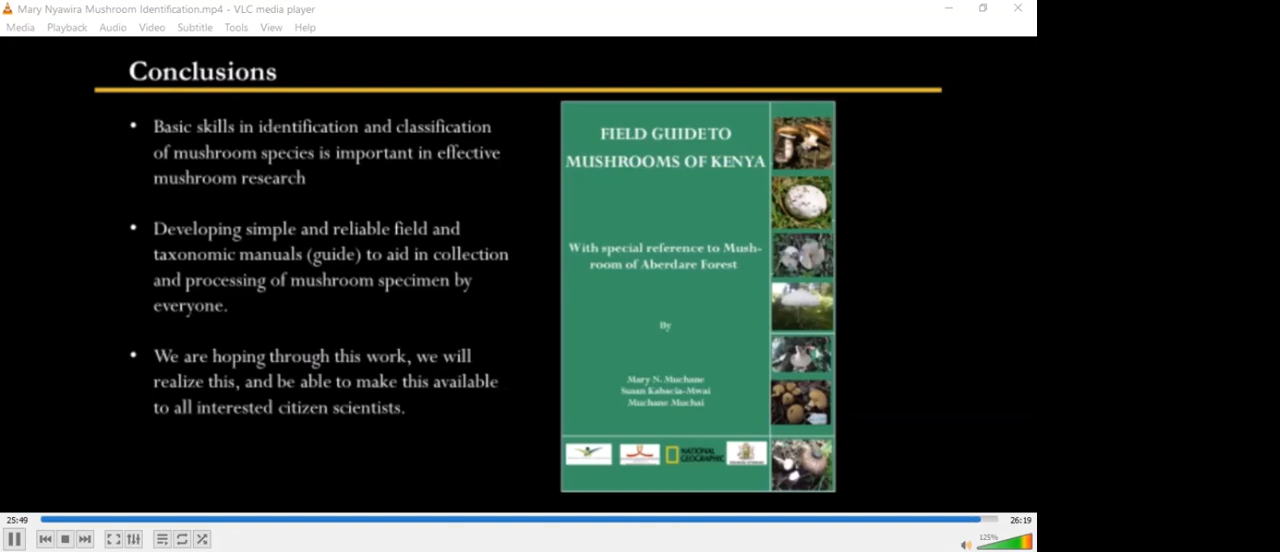 Mary Nyawira Mushroom Identification.mp4 - VLC media player
Media Playback Audio Video Subtitle Tools View Help
Conclusions
• Basic skills in identification and classification
of mushroom species is important in effective
mushroom research
• Developing simple and reliable field and
taxonomic manuals (guide) to aid in collection
and processing of mushroom specimen by
everyone.
• We are hoping through this work, we will
realize this, and be able to make this available
to all interested citizen scientists.
FIELD GUIDE TO
MUSHROOMS OF KENYA
With special reference to Mush-
room of Aberdare Forest
By
Mary N. Muchane
Susan Kabacia-Mwai
Muchane Muchai
NATIONAL
GEOGRAPHIC
25:49
26:19
125%